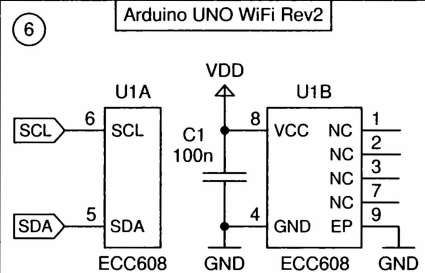 6
Arduino UNO WiFi Rev2
VDD
U1A
U1B
SCL 6 SCL
C1
100n
8 VCC
NC 1
NC 2
NC 3
NC 7
SDA 5 SDA
4 GND
EP 9
ECC608
GND
ECC608
GND